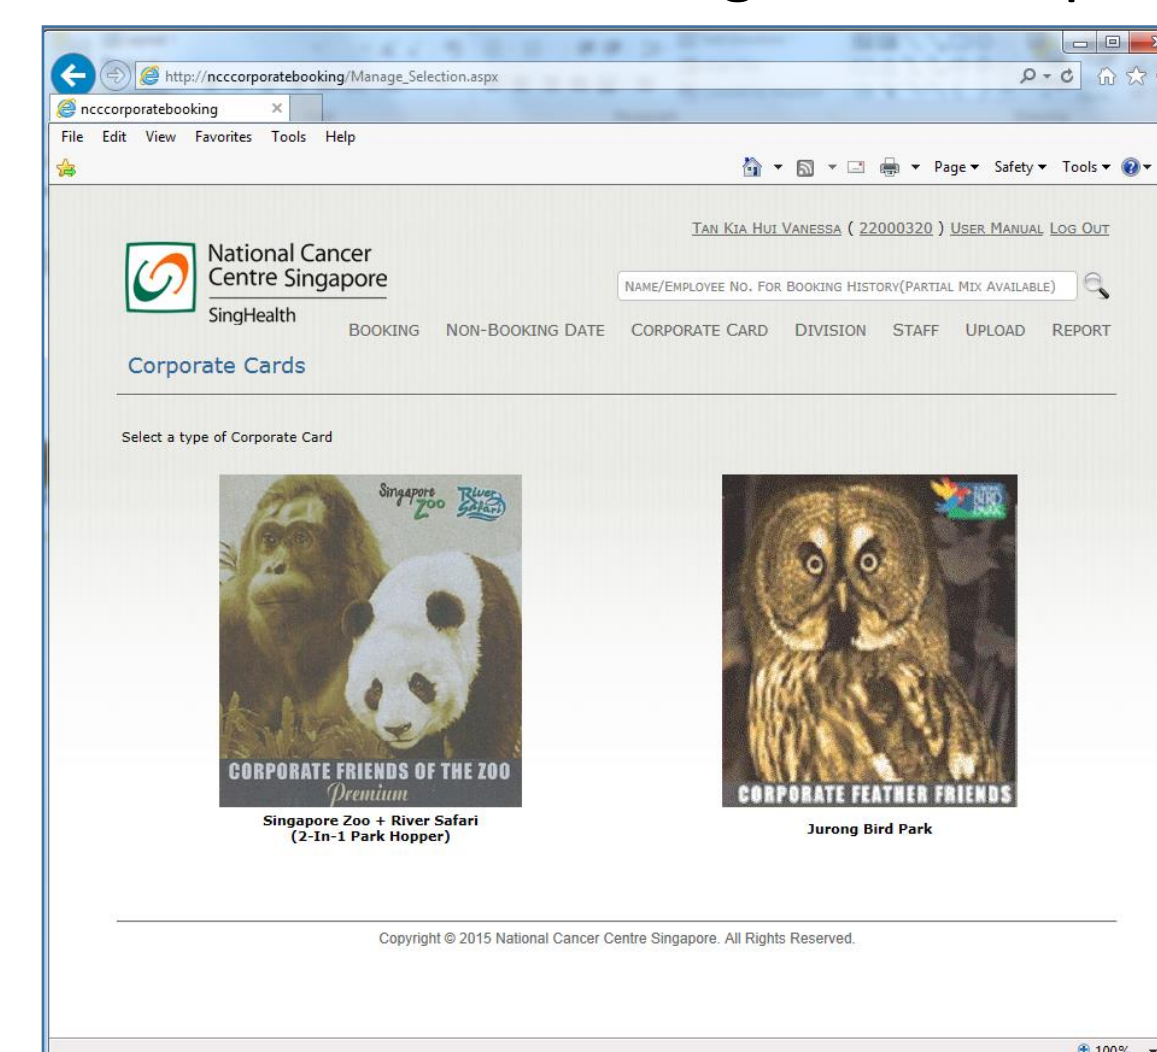 http://ncccorporatebooking/Manage_Selection.aspx
ncccorporatebooking
File Edit View Favorites Tools Help
Page Safety Tools
TAN KIA HUI VANESSA ( 22000320 ) USER MANUAL LOG OUT
National Cancer
Centre Singapore
SingHealth
NAME/EMPLOYEE NO. FOR BOOKING HISTORY(PARTIAL MIX AVAILABLE)
BOOKING NON-BOOKING DATE CORPORATE CARD DIVISION STAFF UPLOAD REPORT
Corporate Cards
Select a type of Corporate Card
Singapore Zoo River Safari
CORPORATE FRIENDS OF THE ZOO
Premium
Singapore Zoo + River Safari
(2-In-1 Park Hopper)
BIRD
PARK
CORPORATE FEATHER FRIENDS
Jurong Bird Park
Copyright © 2015 National Cancer Centre Singapore. All Rights Reserved.
100%